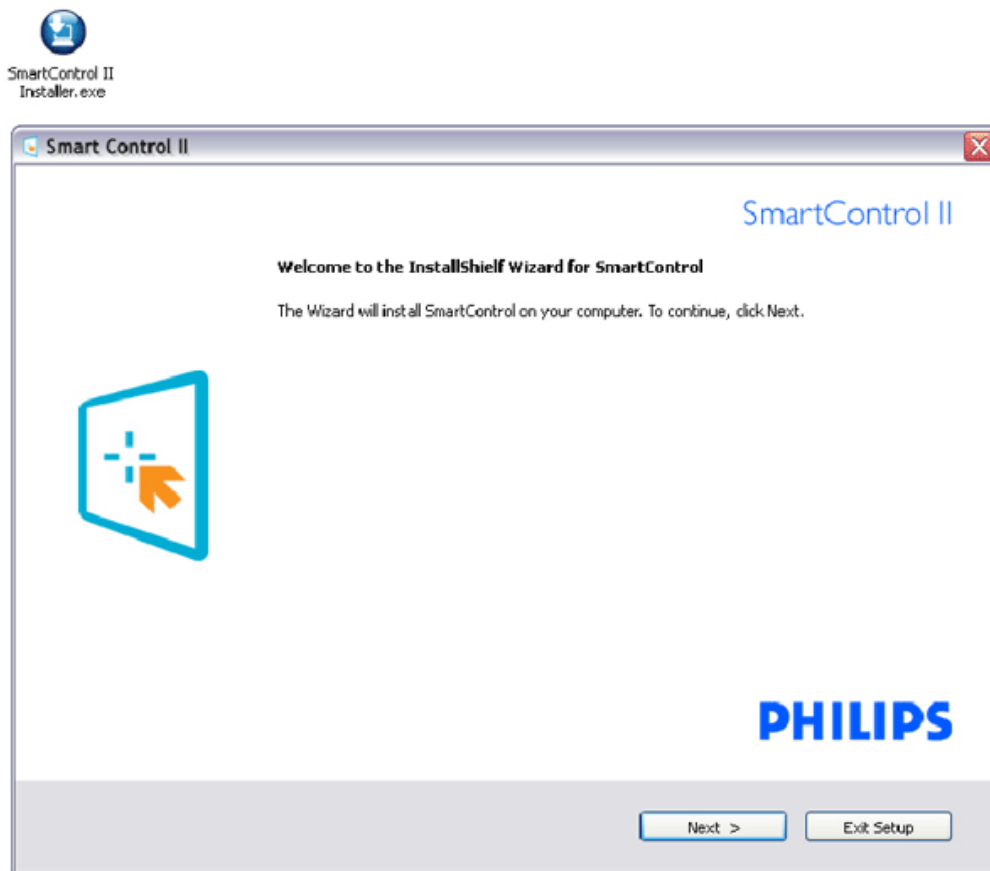 SmartControl II
Installer.exe
Smart Control II
SmartControl II
Welcome to the InstallShielf Wizard for SmartControl
The Wizard will install SmartControl on your computer. To continue, click Next.
PHILIPS
Next >
Exit Setup